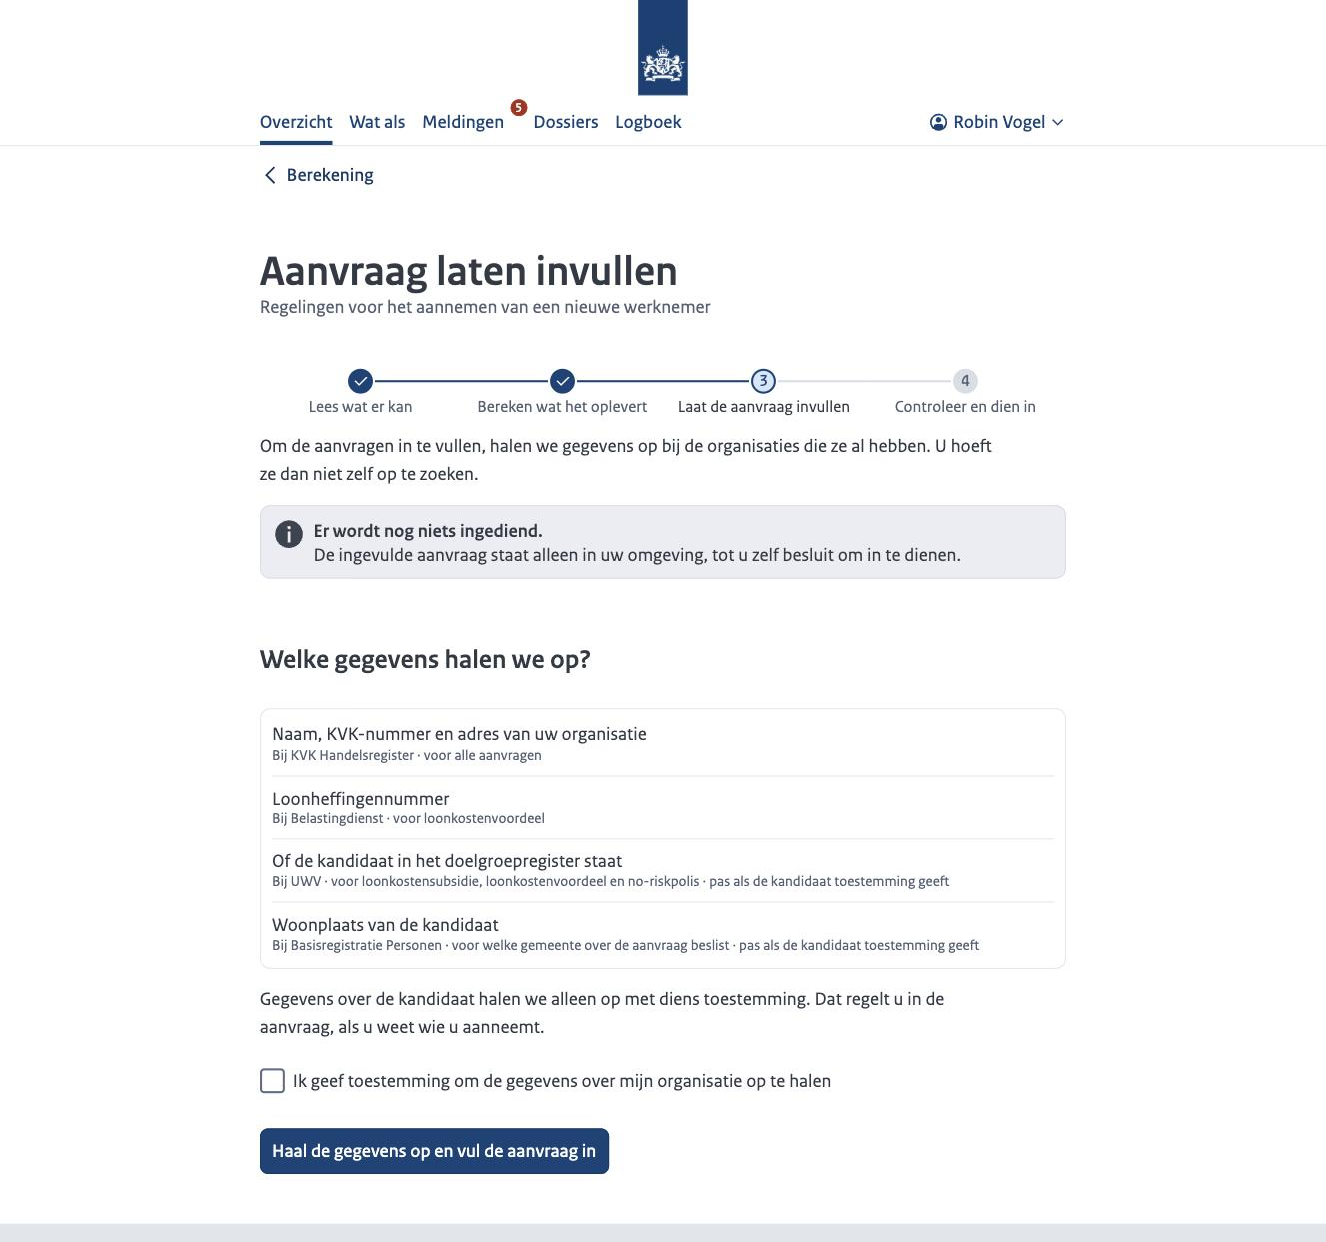 Overzicht Wat als Meldingen 5 Dossiers Logboek Robin Vogel
Berekening
Aanvraag laten invullen
Regelingen voor het aannemen van een nieuwe werknemer
3 4
Lees wat er kan Bereken wat het oplevert Laat de aanvraag invullen Controleer en dien in
Om de aanvragen in te vullen, halen we gegevens op bij de organisaties die ze al hebben. U hoeft
ze dan niet zelf op te zoeken.
Er wordt nog niets ingediend.
De ingevulde aanvraag staat alleen in uw omgeving, tot u zelf besluit om in te dienen.
Welke gegevens halen we op?
Naam, KVK-nummer en adres van uw organisatie
Bij KVK Handelsregister · voor alle aanvragen
Loonheffingennummer
Bij Belastingdienst · voor loonkostenvoordeel
Of de kandidaat in het doelgroepregister staat
Bij UWV · voor loonkostensubsidie, loonkostenvoordeel en no-riskpolis · pas als de kandidaat toestemming geeft
Woonplaats van de kandidaat
Bij Basisregistratie Personen · voor welke gemeente over de aanvraag beslist · pas als de kandidaat toestemming geeft
Gegevens over de kandidaat halen we alleen op met diens toestemming. Dat regelt u in de
aanvraag, als u weet wie u aanneemt.
Ik geef toestemming om de gegevens over mijn organisatie op te halen
Haal de gegevens op en vul de aanvraag in